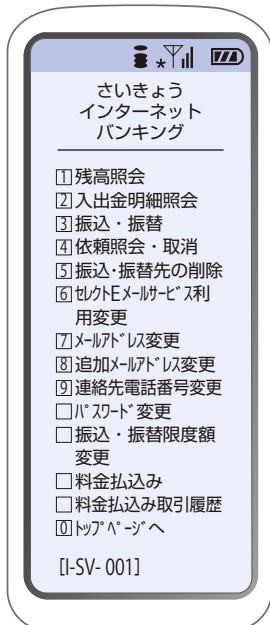 さいきょう
インターネット
バンキング
1残高照会
2入出金明細照会
3振込・振替
4依頼照会・取消
5振込・振替先の削除
6ｾﾚｸﾄEﾒｰﾙｻｰﾋﾞｽ利
用変更
7ﾒｰﾙｱﾄﾞﾚｽ変更
8追加ﾒｰﾙｱﾄﾞﾚｽ変更
9連絡先電話番号変更
□ﾊﾟｽﾜｰﾄﾞ変更
□振込・振替限度額
変更
□料金払込み
□料金払込み取引履歴
0ﾄｯﾌﾟﾍﾟｰｼﾞへ
[I-SV- 001]